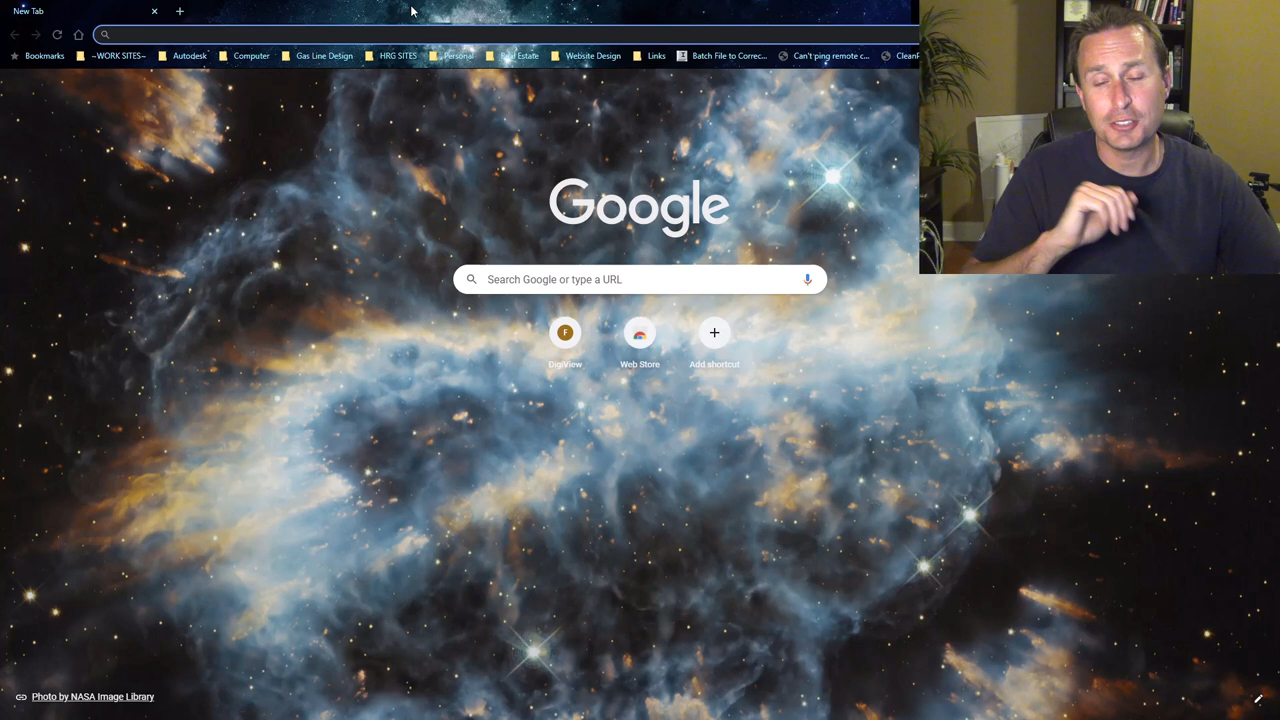 New Tab
Bookmarks ~WORK SITES~ Autodesk Computer Gas Line Design HRG SITES Personal Real Estate Website Design Links Batch File to Correc... Can't ping remote c...
Google
Search Google or type a URL
F
DigiView Web Store Add shortcut
Photo by NASA Image Library